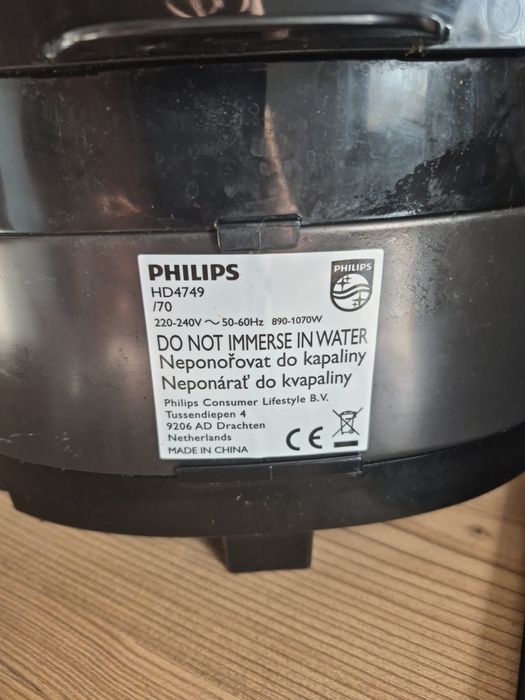 PHILIPS
PHILIPS
HD4749
/70
220-240V ~ 50-60Hz 890-1070W
DO NOT IMMERSE IN WATER
Neponořovat do kapaliny
Neponárať do kvapaliny
Philips Consumer Lifestyle B.V.
Tussendiepen 4
9206 AD Drachten
Netherlands
MADE IN CHINA
CE